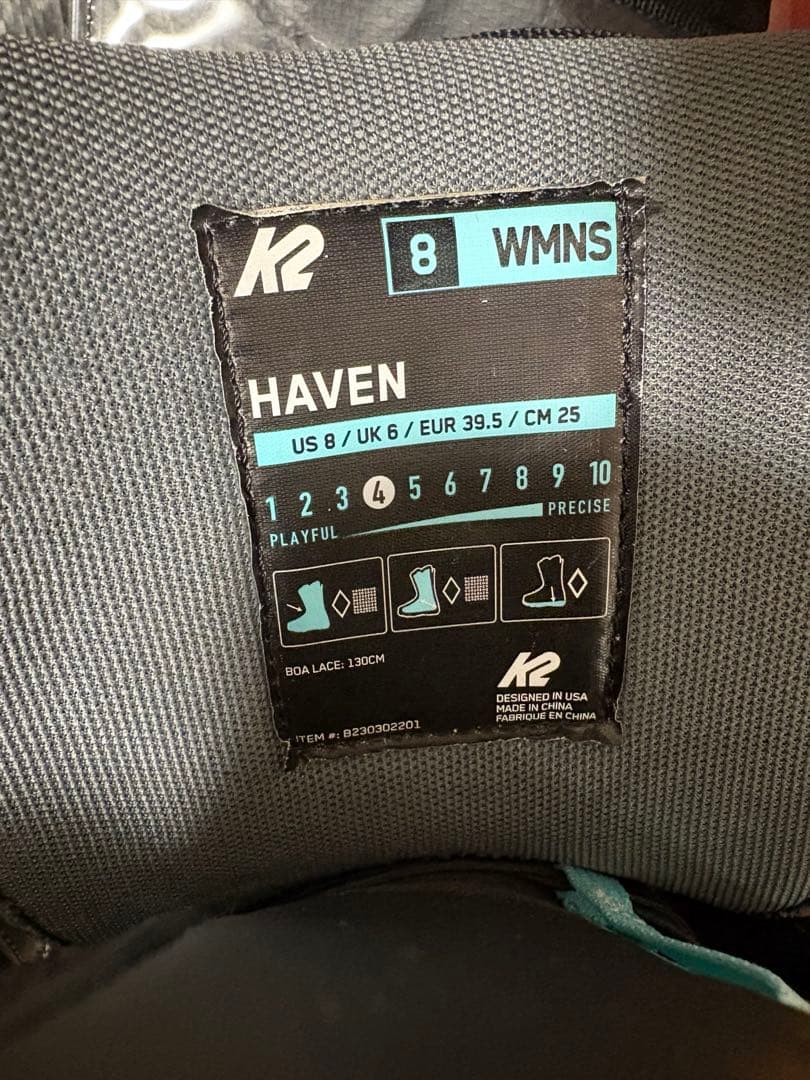 K2 8 WMNS
HAVEN
US 8 / UK 6 / EUR 39.5 / CM 25
1 2 3 4 5 6 7 8 9 10
PLAYFUL PRECISE
BOA LACE: 130CM
K2
DESIGNED IN USA
MADE IN CHINA
FABRIQUE EN CHINA
ITEM #: B230302201